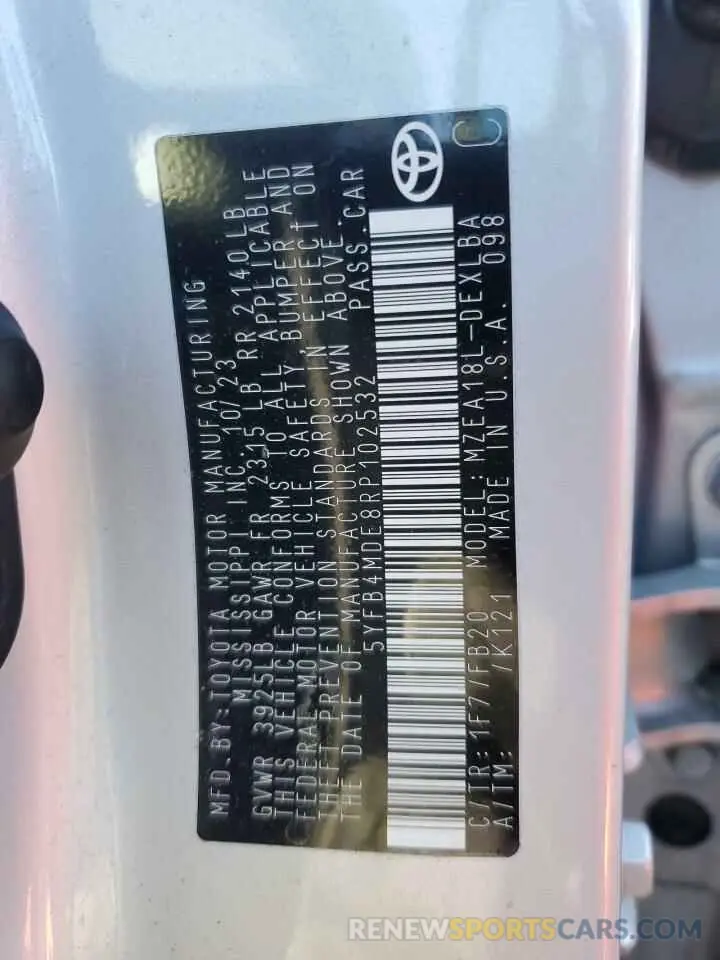 MFD. BY: TOYOTA MOTOR MANUFACTURING
MISSISSIPPI INC. 10/23
GVWR 3925LB GAWR FR 2315 LB RR 2140LB
THIS VEHICLE CONFORMS TO ALL APPLICABLE
FEDERAL MOTOR VEHICLE SAFETY, BUMPER AND
THEFT PREVENTION STANDARDS IN EFFECT ON
THE DATE OF MANUFACTURE SHOWN ABOVE.
5YFB4MDE8RP102532 PASS. CAR
C/TR: 1F7/FB20 MODEL: MZEA18L-DEXLBA
A/TM: /K121 MADE IN U.S.A. 098
C
RENEWSPORTSCARS.COM